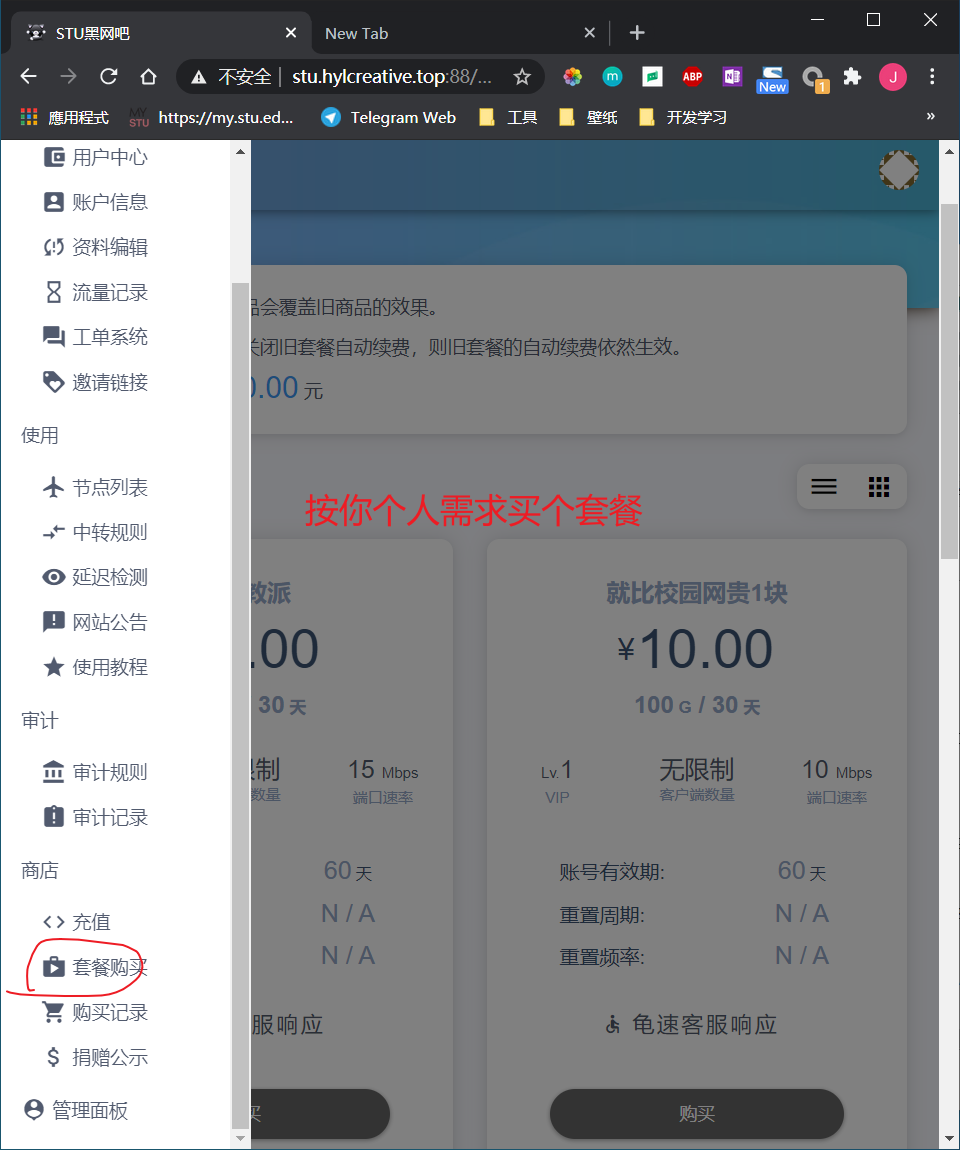 STU黑网吧
New Tab
不安全 stu.hylcreative.top:88/...
m
ABP
N
New
1
J
應用程式
MY STU
https://my.stu.ed...
Telegram Web
工具
壁纸
开发学习
»
用户中心
账户信息
资料编辑
流量记录
工单系统
邀请链接
使用
节点列表
中转规则
延迟检测
网站公告
使用教程
审计
审计规则
审计记录
商店
充值
套餐购买
购买记录
捐赠公示
管理面板
品会覆盖旧商品的效果。
关闭旧套餐自动续费，则旧套餐的自动续费依然生效。
0.00 元
按你个人需求买个套餐
教派
.00
30 天
限制
数量
15 Mbps
端口速率
60 天
N / A
N / A
服响应
买
就比校园网贵1块
¥10.00
100 G / 30 天
Lv.1
VIP
无限制
客户端数量
10 Mbps
端口速率
账号有效期: 60 天
重置周期: N / A
重置频率: N / A
龟速客服响应
购买